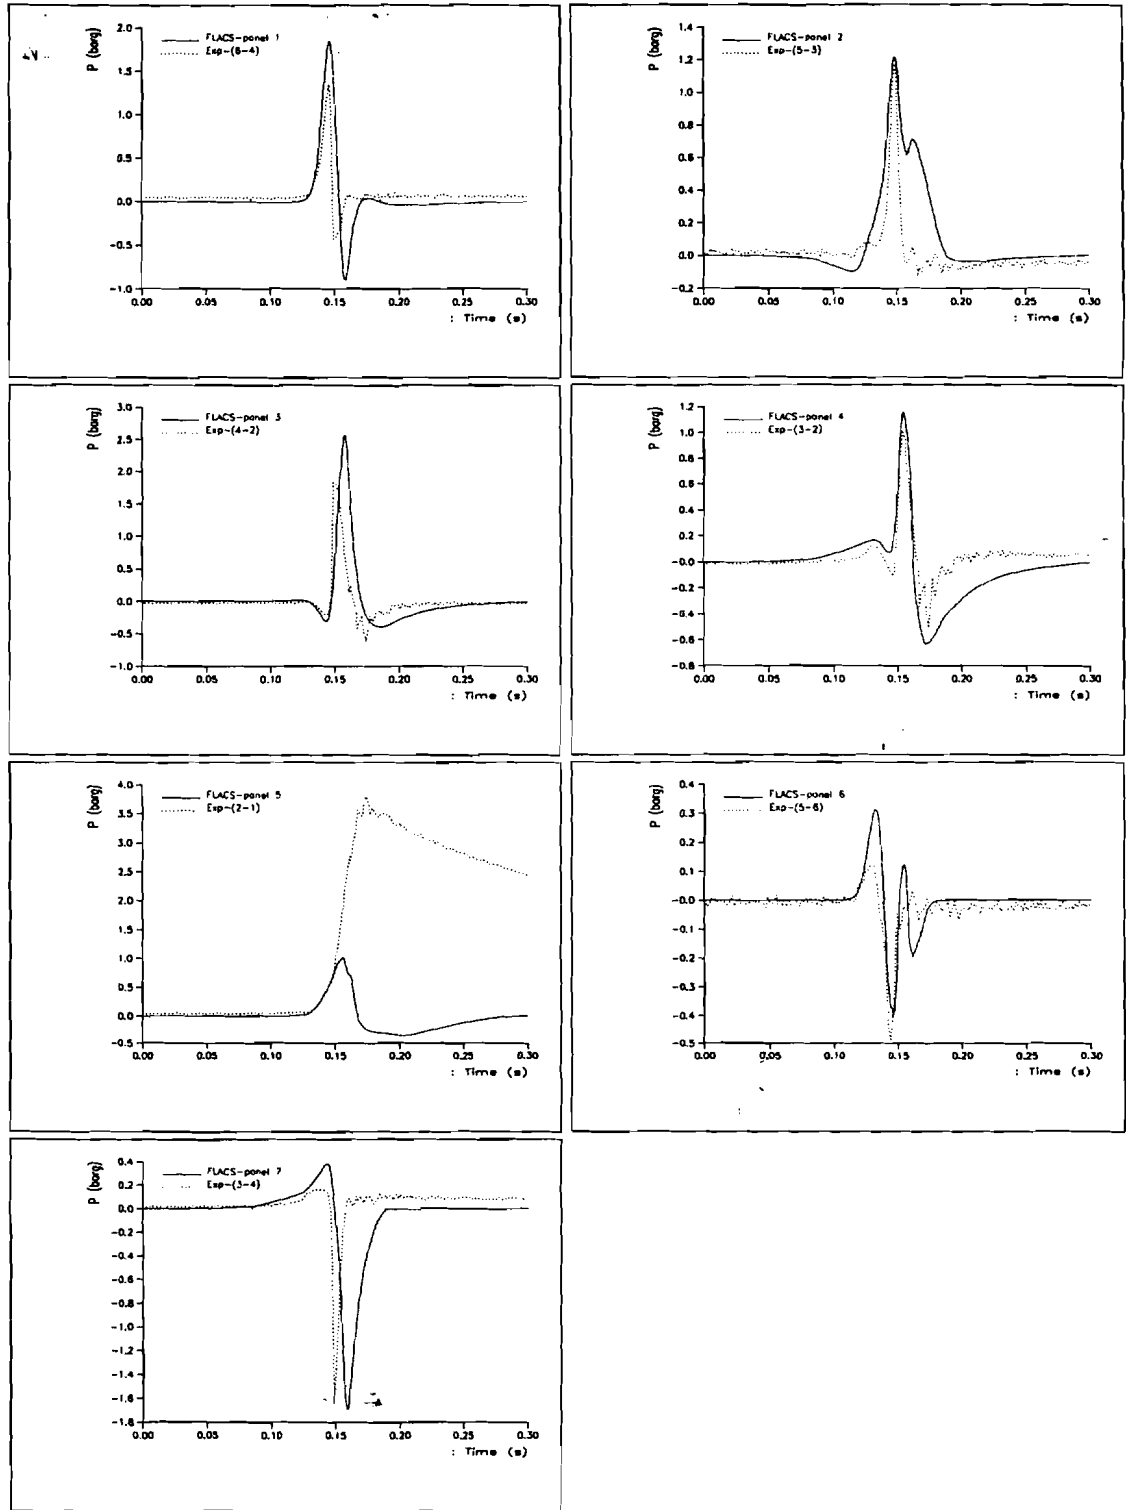 P (barg)
2.0
1.5
1.0
0.5
0.0
-0.5
-1.0
FLACS-panel 1
Exp-(6-4)
0.00 0.05 0.10 0.15 0.20 0.25 0.30
: Time (s)
P (barg)
1.4
1.2
1.0
0.8
0.6
0.4
0.2
0.0
-0.2
FLACS-panel 2
Exp-(5-3)
0.00 0.05 0.10 0.15 0.20 0.25 0.30
: Time (s)
P (barg)
3.0
2.5
2.0
1.5
1.0
0.5
0.0
-0.5
-1.0
FLACS-panel 3
Exp-(4-2)
0.00 0.05 0.10 0.15 0.20 0.25 0.30
: Time (s)
P (barg)
1.2
1.0
0.8
0.6
0.4
0.2
-0.0
-0.2
-0.4
-0.6
-0.8
FLACS-panel 4
Exp-(3-2)
0.00 0.05 0.10 0.15 0.20 0.25 0.30
: Time (s)
P (barg)
4.0
3.5
3.0
2.5
2.0
1.5
1.0
0.5
0.0
-0.5
FLACS-panel 5
Exp-(2-1)
0.00 0.05 0.10 0.15 0.20 0.25 0.30
: Time (s)
P (barg)
0.4
0.3
0.2
0.1
-0.0
-0.1
-0.2
-0.3
-0.4
-0.5
FLACS-panel 6
Exp-(5-6)
0.00 0.05 0.10 0.15 0.20 0.25 0.30
: Time (s)
P (barg)
0.4
0.2
0.0
-0.2
-0.4
-0.6
-0.8
-1.0
-1.2
-1.4
-1.6
-1.8
FLACS-panel 7
Exp-(3-4)
0.00 0.05 0.10 0.15 0.20 0.25 0.30
: Time (s)